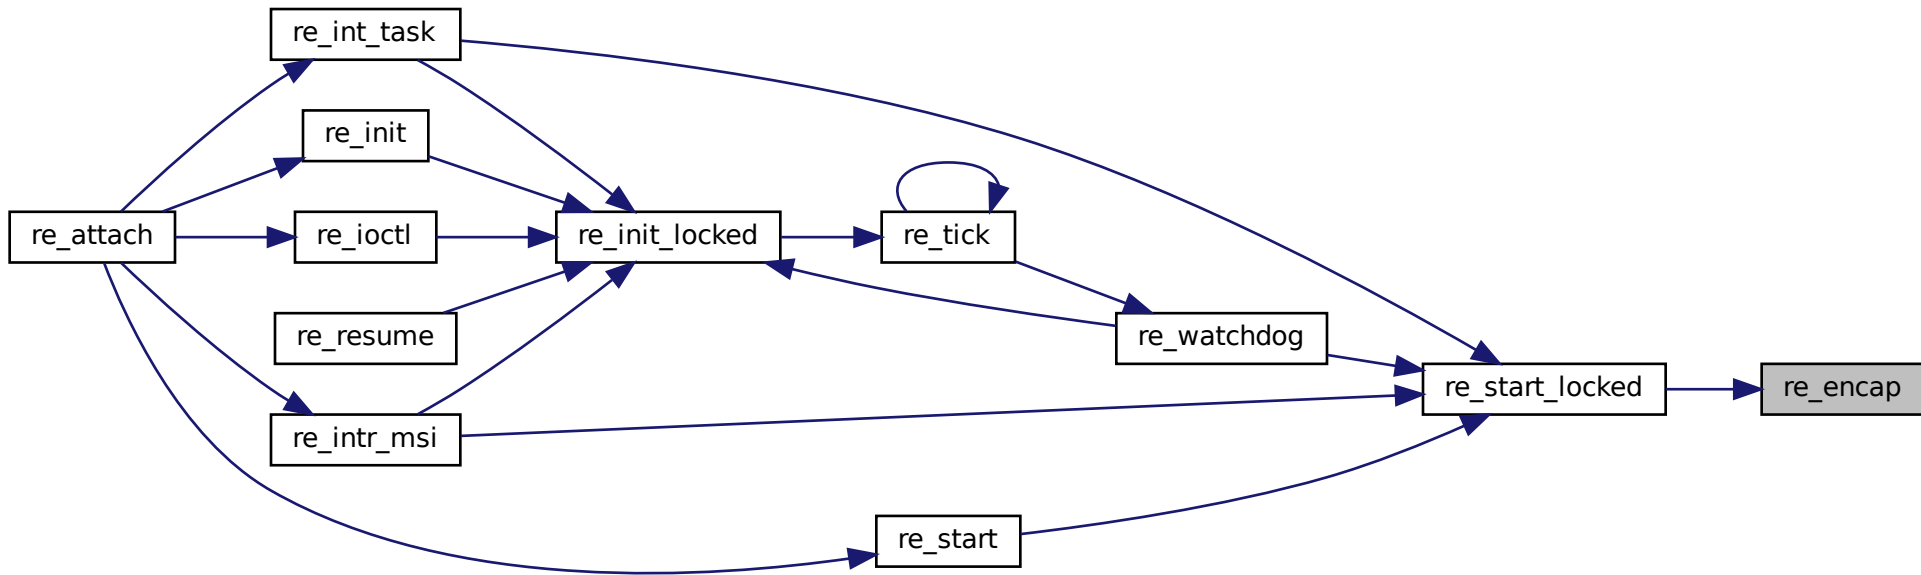 re_int_task
re_init
re_attach
re_ioctl
re_init_locked
re_tick
re_resume
re_watchdog
re_start_locked
re_encap
re_intr_msi
re_start